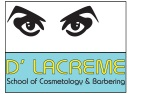 D' LACREME
School of Cosmetology & Barbering